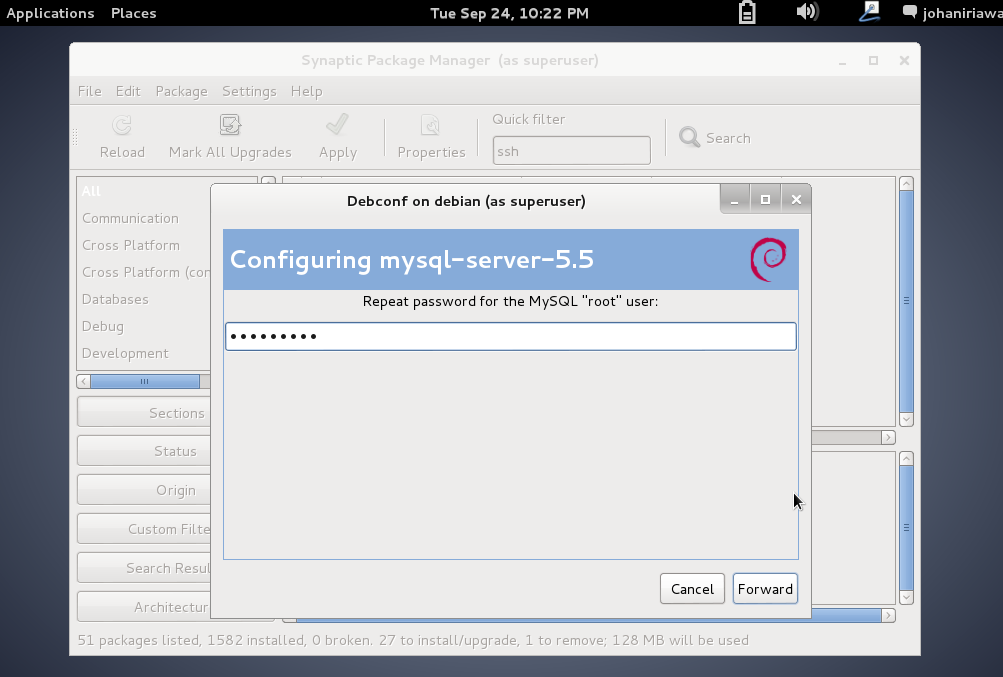 Applications Places Tue Sep 24, 10:22 PM johaniriawa
Synaptic Package Manager (as superuser)
File Edit Package Settings Help
Reload Mark All Upgrades Apply Properties Quick filter Search
ssh
All
Communication
Cross Platform
Cross Platform (con
Databases
Debug
Development
Sections
Status
Origin
Custom Filte
Search Resul
Architectur
Debconf on debian (as superuser)
Configuring mysql-server-5.5
Repeat password for the MySQL "root" user:
•••••••••
Cancel Forward
51 packages listed, 1582 installed, 0 broken. 27 to install/upgrade, 1 to remove; 128 MB will be used